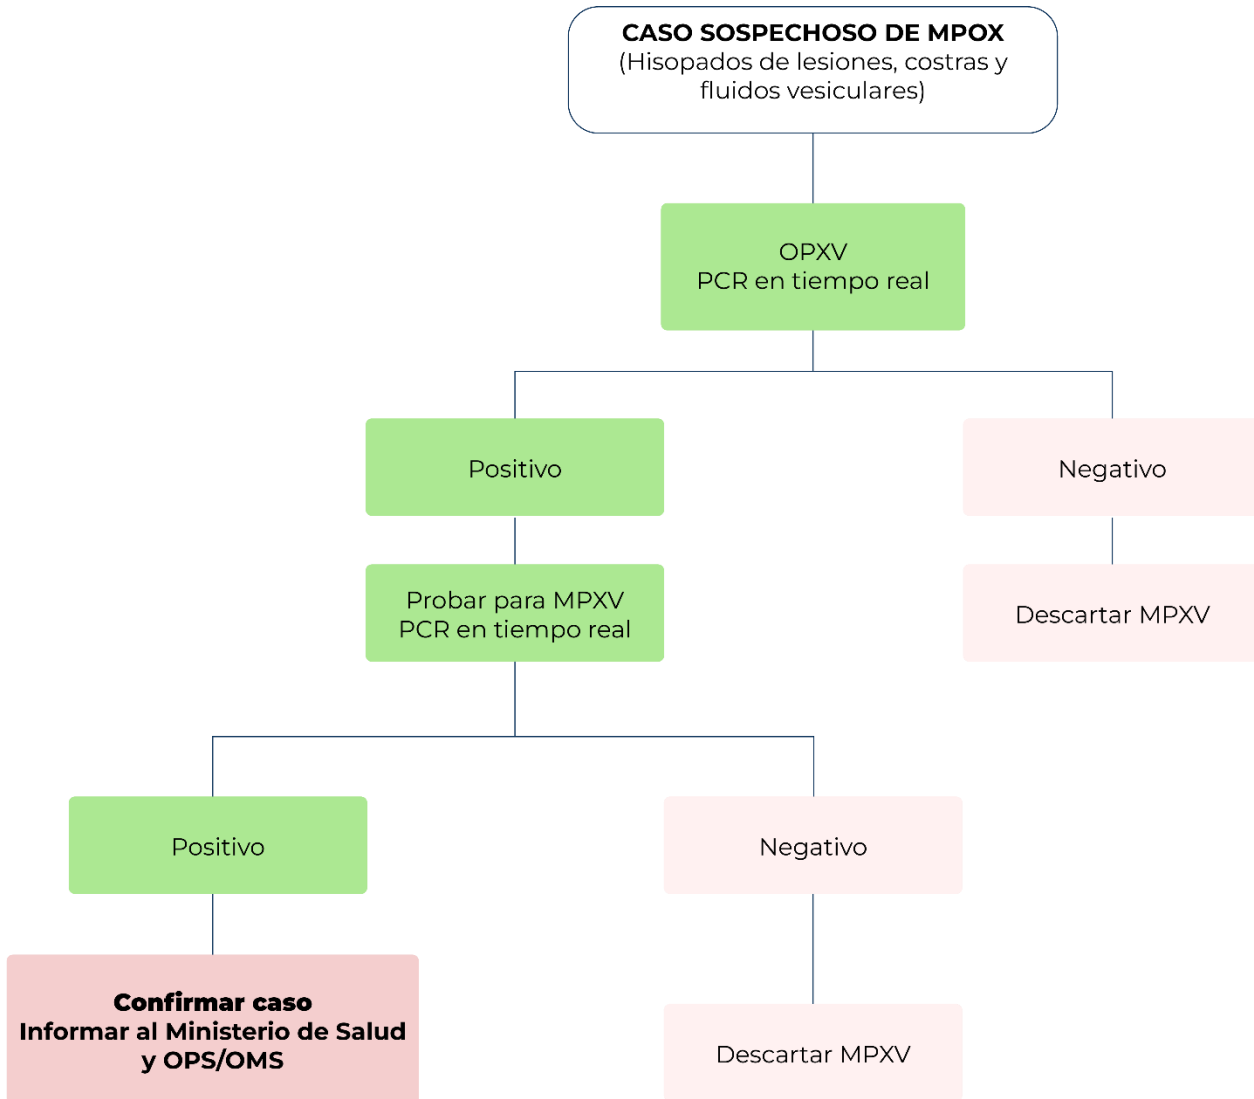 CASO SOSPECHOSO DE MPOX
(Hisopados de lesiones, costras y
fluidos vesiculares)
OPXV
PCR en tiempo real
Positivo
Negativo
Probar para MPXV
PCR en tiempo real
Descartar MPXV
Positivo
Negativo
Confirmar caso
Informar al Ministerio de Salud
y OPS/OMS
Descartar MPXV